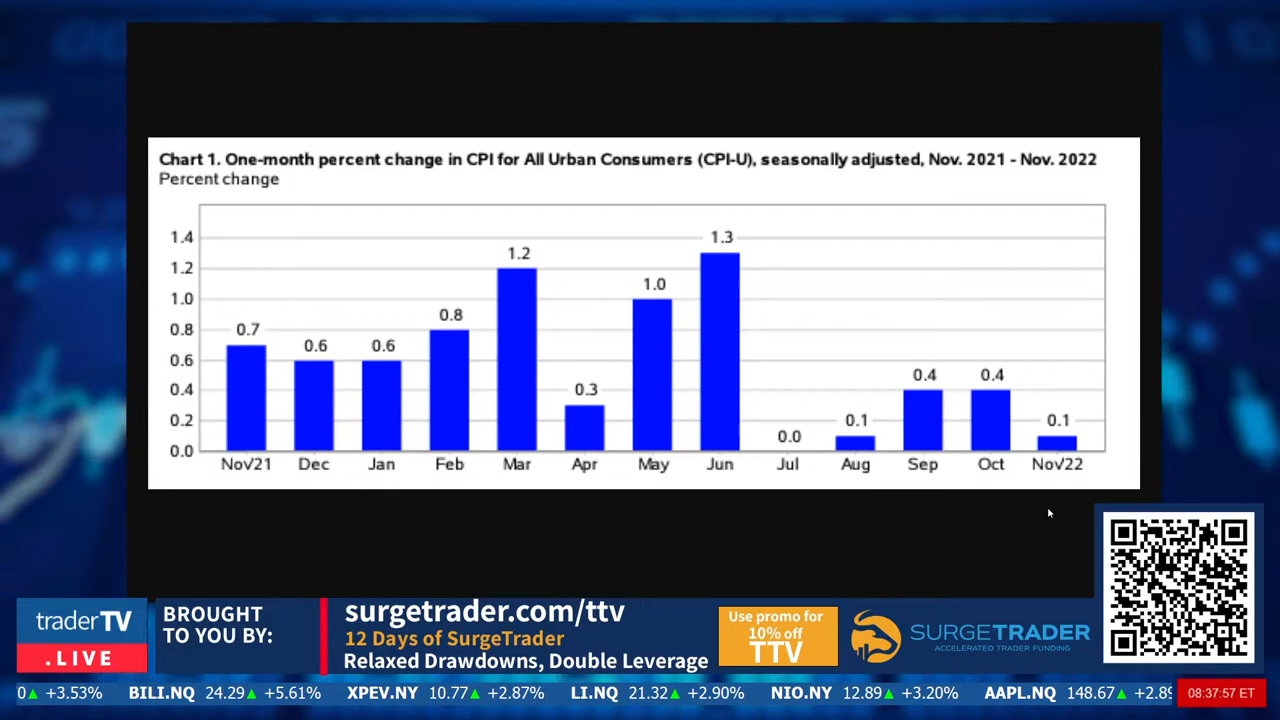 Chart 1. One-month percent change in CPI for All Urban Consumers (CPI-U), seasonally adjusted, Nov. 2021 - Nov. 2022
Percent change
1.4
1.2
1.0
0.8
0.6
0.4
0.2
0.0
0.7
0.6
0.6
0.8
1.2
0.3
1.0
1.3
0.0
0.1
0.4
0.4
0.1
Nov'21 Dec Jan Feb Mar Apr May Jun Jul Aug Sep Oct Nov'22
traderTV
.LIVE
BROUGHT
TO YOU BY:
surgetrader.com/ttv
12 Days of SurgeTrader
Relaxed Drawdowns, Double Leverage
Use promo for
10% off
TTV
SURGETRADER
ACCELERATED TRADER FUNDING
0▲ +3.53% BILI.NQ 24.29▲ +5.61% XPEV.NY 10.77▲ +2.87% LI.NQ 21.32▲ +2.90% NIO.NY 12.89▲ +3.20% AAPL.NQ 148.67▲ +2.89
08:37:57 ET